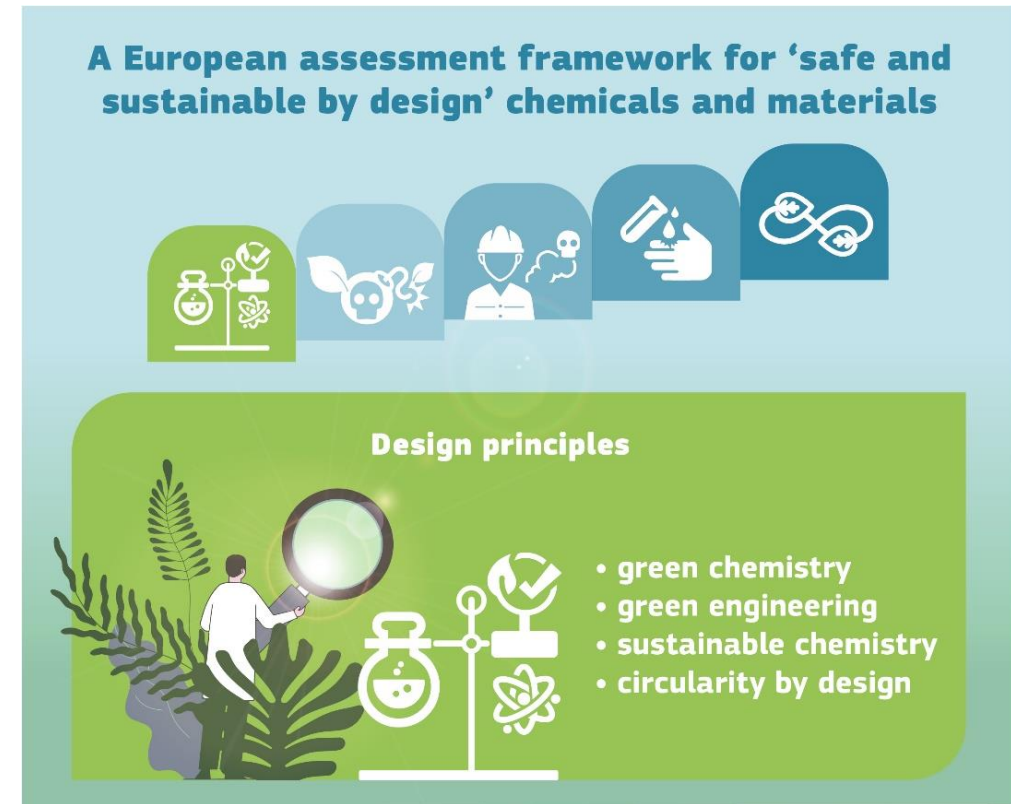 A European assessment framework for ‘safe and
sustainable by design’ chemicals and materials
Design principles
• green chemistry
• green engineering
• sustainable chemistry
• circularity by design